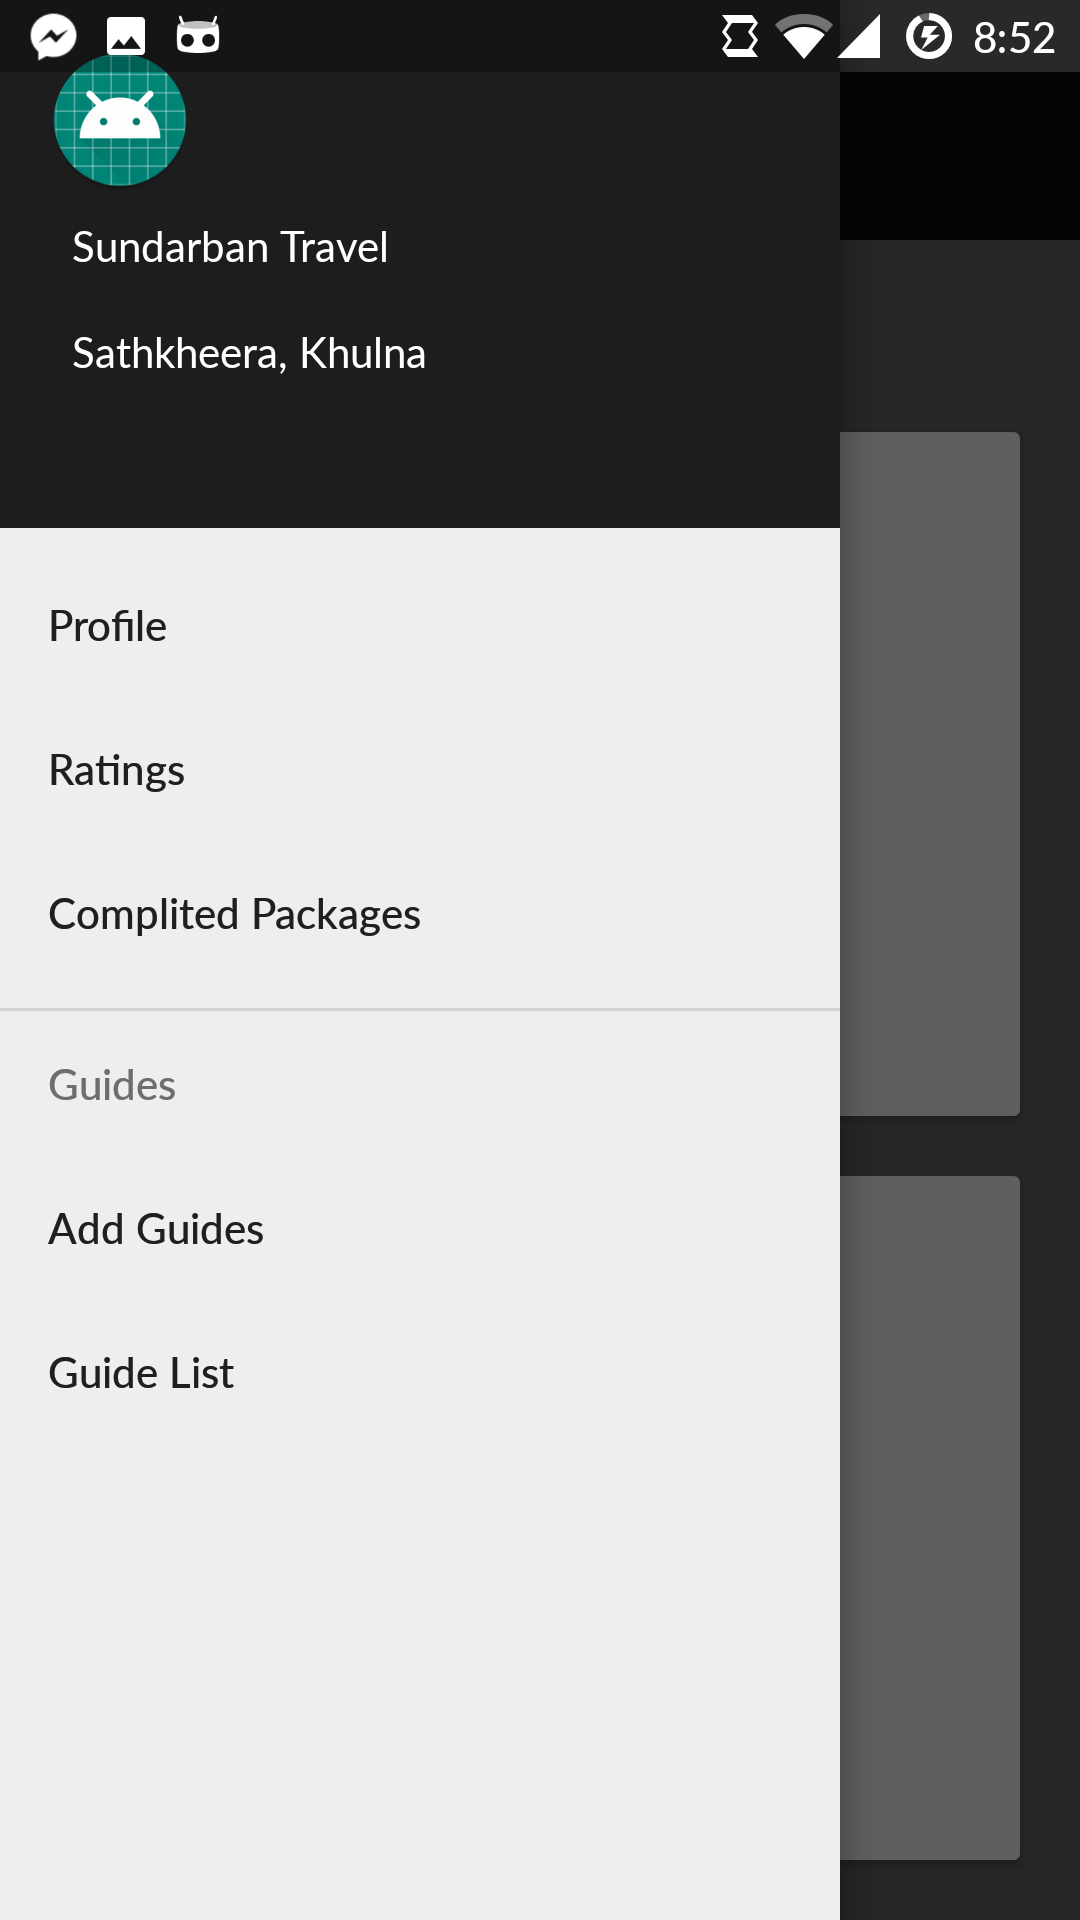 8:52
Sundarban Travel
Sathkheera, Khulna
Profile
Ratings
Complited Packages
Guides
Add Guides
Guide List